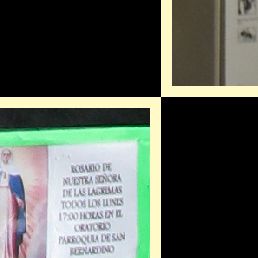 ROSARIO DE
NUESTRA SEÑORA
DE LAS LAGRIMAS
TODOS LOS LUNES
17:00 HORAS EN EL
ORATORIO
PARROQUIA DE SAN
BERNARDINO